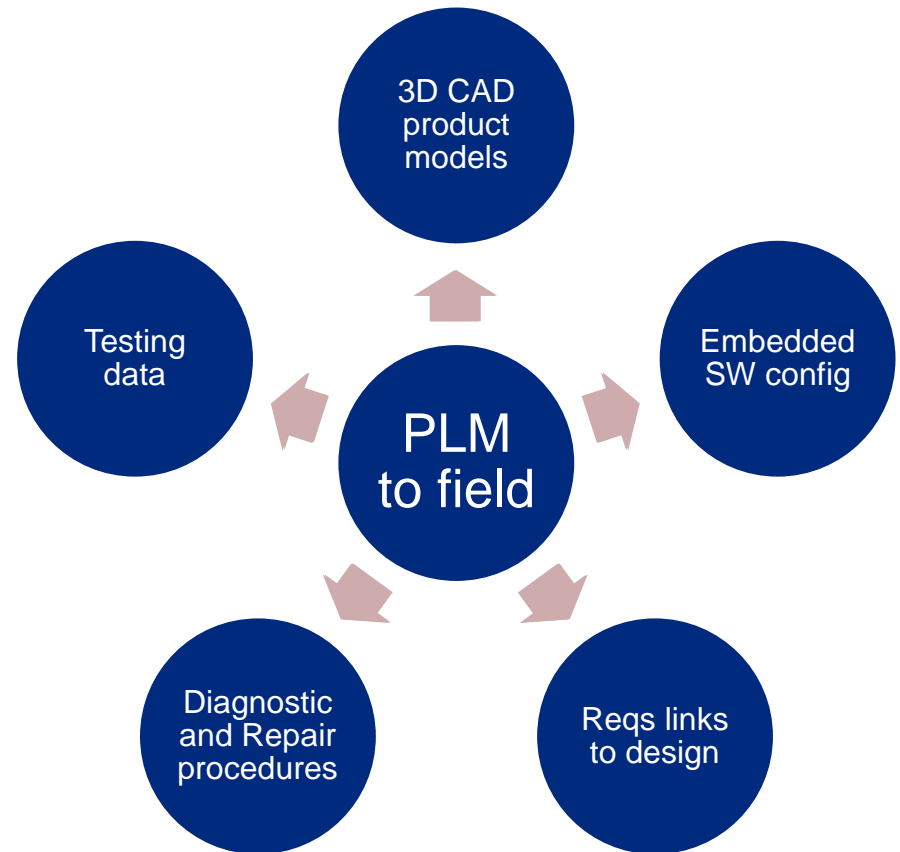 3D CAD
product
models
Testing
data
Embedded
SW config
PLM
to field
Diagnostic
and Repair
procedures
Reqs links
to design